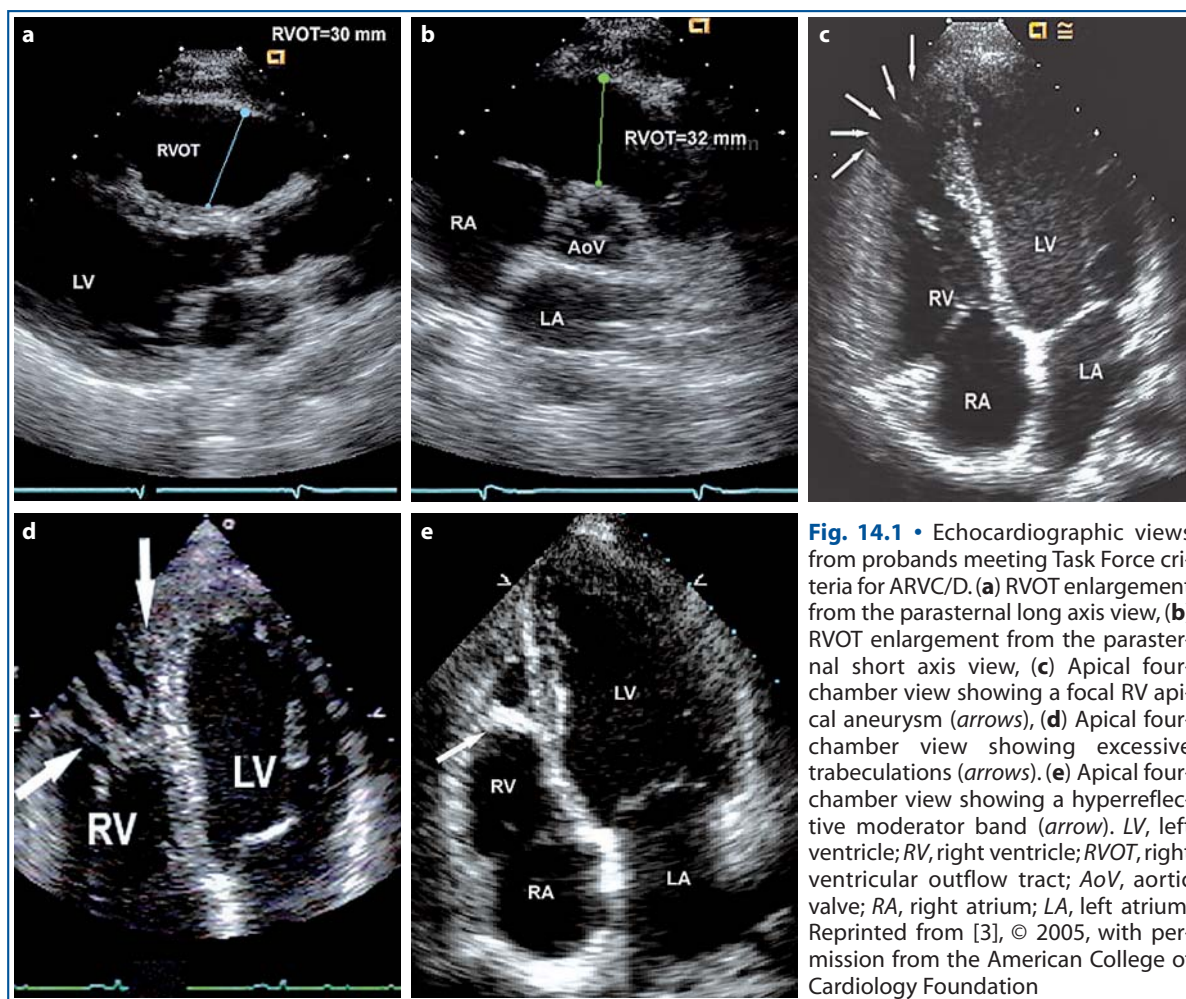 a
RVOT=30 mm
RVOT
LV
b
RVOT=32 mm
RA
AoV
LA
c
LV
RV
LA
RA
d
LV
RV
e
LV
RV
RA
LA
Fig. 14.1 • Echocardiographic views
from probands meeting Task Force cri-
teria for ARVC/D. (a) RVOT enlargement
from the parasternal long axis view, (b
RVOT enlargement from the paraster-
nal short axis view, (c) Apical four-
chamber view showing a focal RV api-
cal aneurysm (arrows), (d) Apical four-
chamber view showing excessive
trabeculations (arrows). (e) Apical four-
chamber view showing a hyperreflec-
tive moderator band (arrow). LV, left
ventricle; RV, right ventricle; RVOT, right
ventricular outflow tract; AoV, aortic
valve; RA, right atrium; LA, left atrium
Reprinted from [3], © 2005, with per-
mission from the American College of
Cardiology Foundation